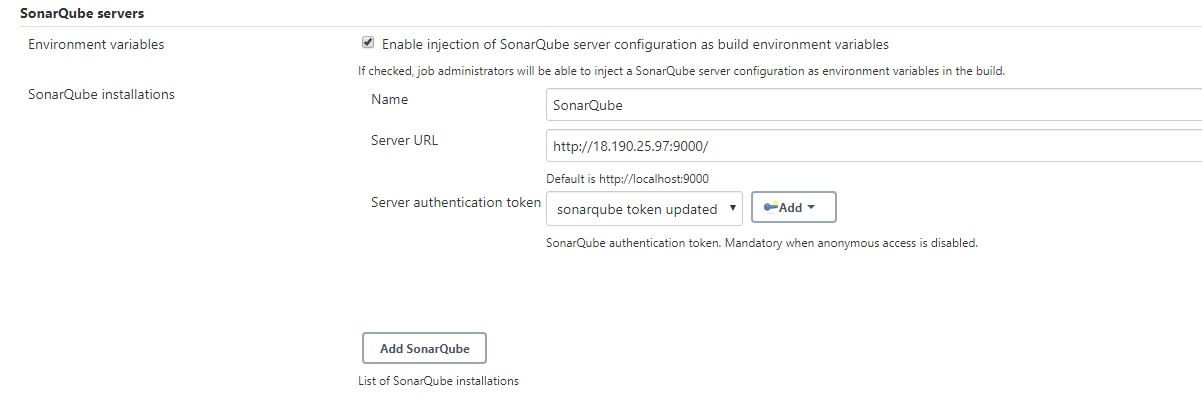 SonarQube servers
Environment variables
Enable injection of SonarQube server configuration as build environment variables
If checked, job administrators will be able to inject a SonarQube server configuration as environment variables in the build.
SonarQube installations
Name
SonarQube
Server URL
http://18.190.25.97:9000/
Default is http://localhost:9000
Server authentication token
sonarqube token updated
Add
SonarQube authentication token. Mandatory when anonymous access is disabled.
Add SonarQube
List of SonarQube installations